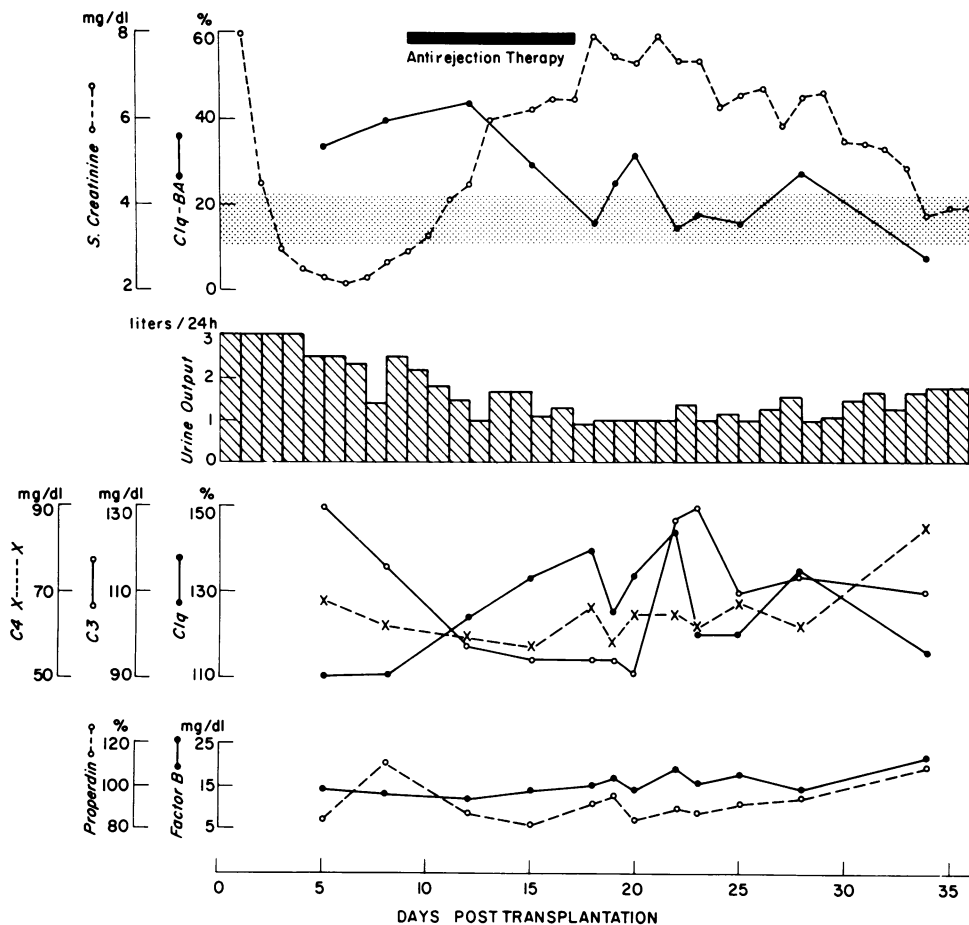 mg/dl
8
6
4
2
S. Creatinine
%
60
40
20
0
Clq-BA
Antirejection Therapy
liters/24h
3
2
1
0
Urine Output
mg/dl
90
70
50
C4 X-----X
mg/dl
130
110
90
C3
%
150
130
110
Clq
%
120
100
80
Properdin
mg/dl
25
15
5
Factor B
0 5 10 15 20 25 30 35
DAYS POST TRANSPLANTATION